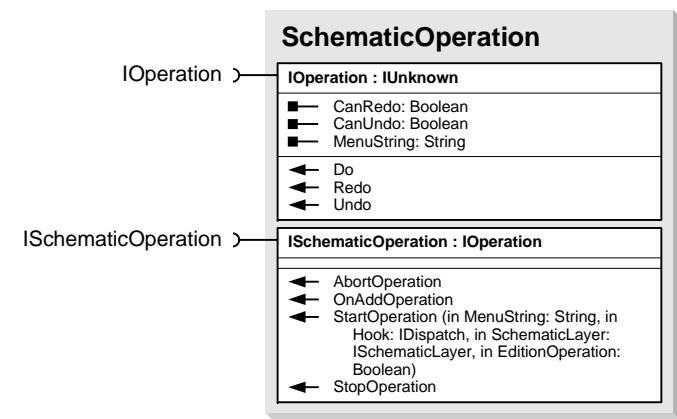 SchematicOperation
IOperation
IOperation : IUnknown
CanRedo: Boolean
CanUndo: Boolean
MenuString: String
Do
Redo
Undo
ISchematicOperation
ISchematicOperation : IOperation
AbortOperation
OnAddOperation
StartOperation (in MenuString: String, in
Hook: IDispatch, in SchematicLayer:
ISchematicLayer, in EditionOperation:
Boolean)
StopOperation